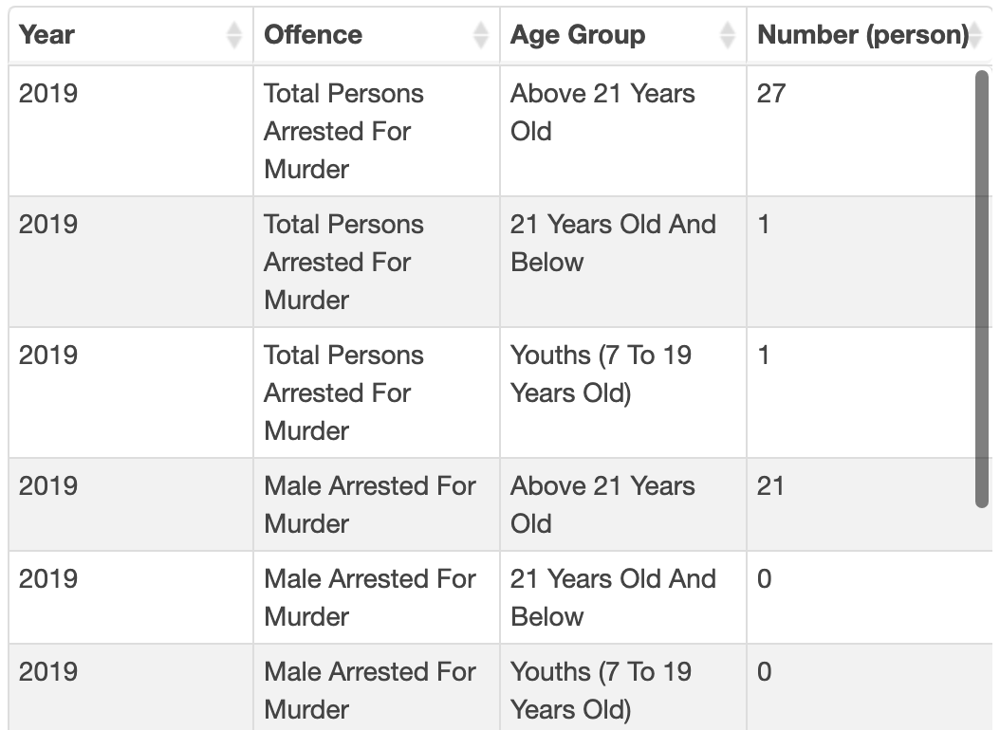 Year Offence Age Group Number (person)
2019 Total Persons Above 21 Years 27
Arrested For Old
Murder
2019 Total Persons 21 Years Old And 1
Arrested For Below
Murder
2019 Total Persons Youths (7 To 19 1
Arrested For Years Old)
Murder
2019 Male Arrested For Above 21 Years 21
Murder Old
2019 Male Arrested For 21 Years Old And 0
Murder Below
2019 Male Arrested For Youths (7 To 19 0
Murder Years Old)